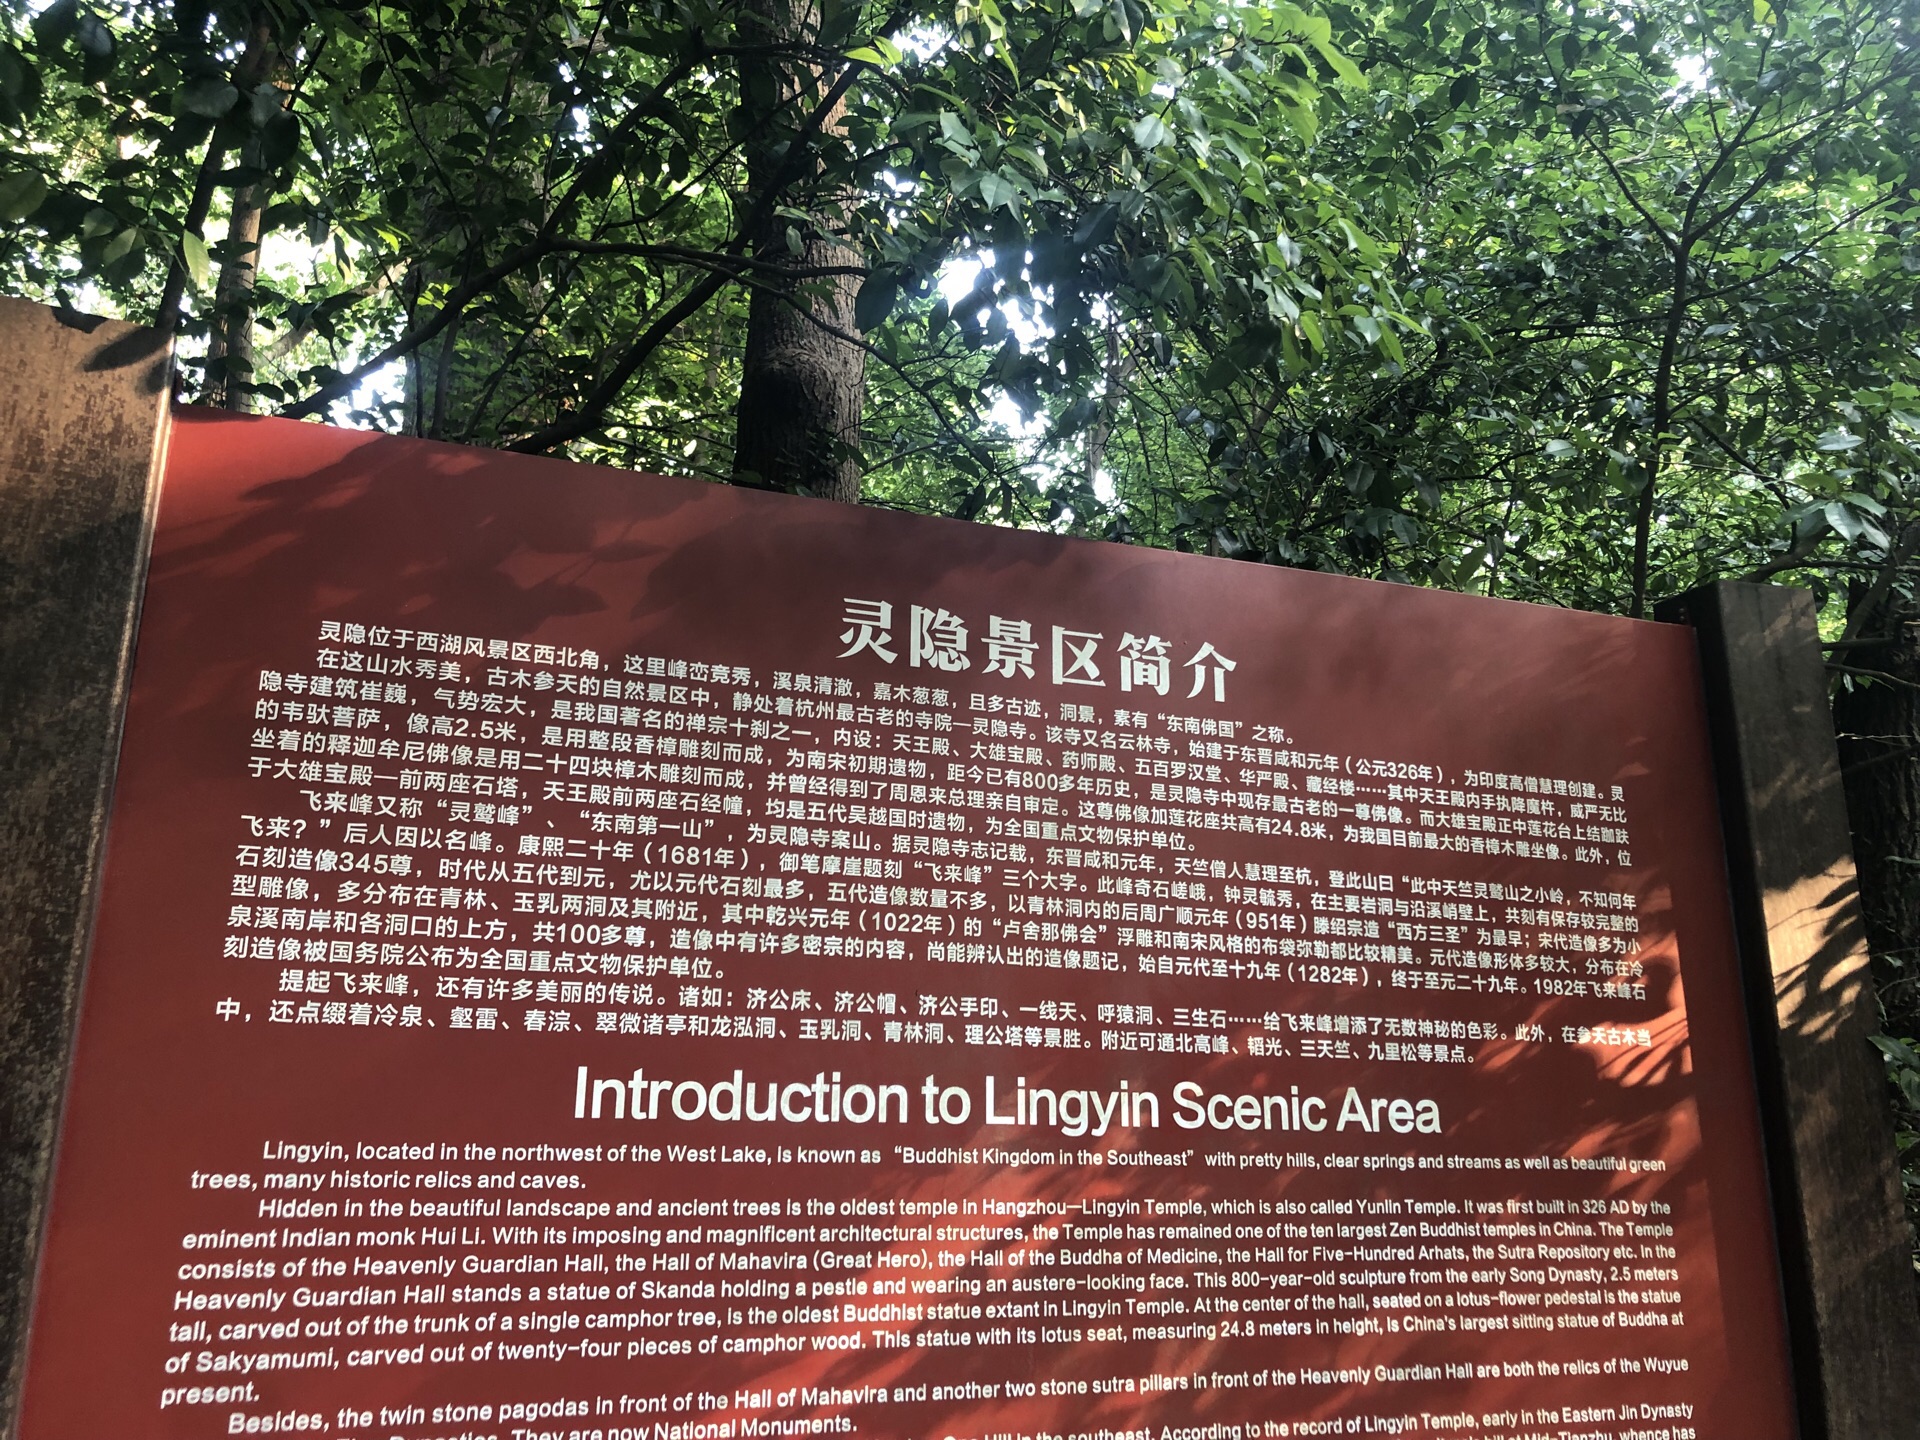 灵隐景区简介
灵隐位于西湖风景区西北角，这里峰峦竞秀，溪泉清澈，嘉木葱葱，且多古迹，洞景，素有“东南佛国”之称。
在这山水秀美，古木参天的自然景区中，静处着杭州最古老的寺院—灵隐寺。该寺又名云林寺，始建于东晋咸和元年（公元326年），为印度高僧慧理创建。灵
隐寺建筑崔巍，气势宏大，是我国著名的禅宗十刹之一，内设：天王殿、大雄宝殿、药师殿、五百罗汉堂、华严殿、藏经楼……其中天王殿内手执降魔杵，威严无比
的韦驮菩萨，像高2.5米，是用整段香樟雕刻而成，为南宋初期遗物，距今已有800多年历史，是灵隐寺中现存最古老的一尊佛像。而大雄宝殿正中莲花台上结跏趺
坐着的释迦牟尼佛像是用二十四块樟木雕刻而成，并曾经得到了周恩来总理亲自审定。这尊佛像加莲花座共高有24.8米，为我国目前最大的香樟木雕坐像。此外，位
于大雄宝殿一前两座石塔，天王殿前两座石经幢，均是五代吴越国时遗物，为全国重点文物保护单位。
飞来峰又称“灵鹫峰”、“东南第一山”，为灵隐寺案山。据灵隐寺志记载，东晋咸和元年，天竺僧人慧理至杭，登此山曰“此中天竺灵鹫山之小岭，不知何年
飞来？”后人因以名峰。康熙二十年（1681年），御笔摩崖题刻“飞来峰”三个大字。此峰奇石嵯峨，钟灵毓秀，在主要岩洞与沿溪峭壁上，共刻有保存较完整的
石刻造像345尊，时代从五代到元，尤以元代石刻最多，五代造像数量不多，以青林洞内的后周广顺元年（951年）滕绍宗造“西方三圣”为最早；宋代造像多为小
型雕像，多分布在青林、玉乳两洞及其附近，其中乾兴元年（1022年）的“卢舍那佛会”浮雕和南宋风格的布袋弥勒都比较精美。元代造像形体多较大，分布在冷
泉溪南岸和各洞口的上方，共100多尊，造像中有许多密宗的内容，尚能辨认出的造像题记，始自元代至十九年（1282年），终于至元二十九年。1982年飞来峰石
刻造像被国务院公布为全国重点文物保护单位。
提起飞来峰，还有许多美丽的传说。诸如：济公床、济公帽、济公手印、一线天、呼猿洞、三生石……给飞来峰增添了无数神秘的色彩。此外，在参天古木当
中，还点缀着冷泉、壑雷、春淙、翠微诸亭和龙泓洞、玉乳洞、青林洞、理公塔等景胜。附近可通北高峰、韬光、三天竺、九里松等景点。
Introduction to Lingyin Scenic Area
Lingyin, located in the northwest of the West Lake, is known as “Buddhist Kingdom in the Southeast” with pretty hills, clear springs and streams as well as beautiful green
trees, many historic relics and caves.
Hidden in the beautiful landscape and ancient trees is the oldest temple in Hangzhou—Lingyin Temple, which is also called Yunlin Temple. It was first built in 326 AD by the
eminent Indian monk Hui Li. With its imposing and magnificent architectural structures, the Temple has remained one of the ten largest Zen Buddhist temples in China. The Temple
consists of the Heavenly Guardian Hall, the Hall of Mahavira (Great Hero), the Hall of the Buddha of Medicine, the Hall for Five-Hundred Arhats, the Sutra Repository etc. In the
Heavenly Guardian Hall stands a statue of Skanda holding a pestle and wearing an austere-looking face. This 800-year-old sculpture from the early Song Dynasty, 2.5 meters
tall, carved out of the trunk of a single camphor tree, is the oldest Buddhist statue extant in Lingyin Temple. At the center of the hall, seated on a lotus-flower pedestal is the statue
of Sakyamumi, carved out of twenty-four pieces of camphor wood. This statue with its lotus seat, measuring 24.8 meters in height, is China's largest sitting statue of Buddha at
present.
Besides, the twin stone pagodas in front of the Hall of Mahavira and another two stone sutra pillars in front of the Heavenly Guardian Hall are both the relics of the Wuyue
Dynasties. They are now National Monuments.
Hill in the southeast. According to the record of Lingyin Temple, early in the Eastern Jin Dynasty
hill at Mid-Tianzhu, whence has